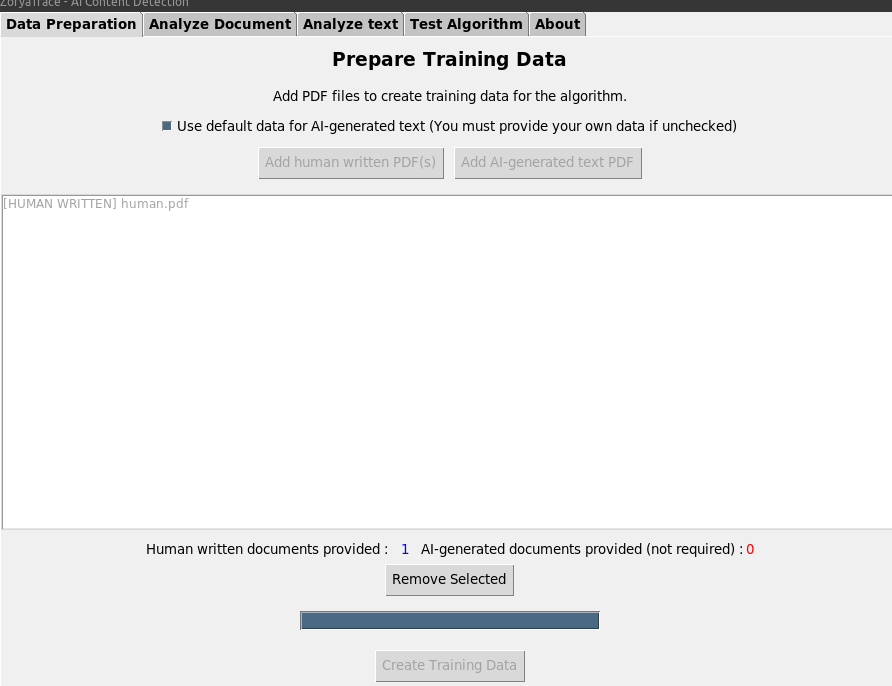 ZoryaTrace - AI Content Detection
Data Preparation Analyze Document Analyze text Test Algorithm About
Prepare Training Data
Add PDF files to create training data for the algorithm.
Use default data for AI-generated text (You must provide your own data if unchecked)
Add human written PDF(s) Add AI-generated text PDF
[HUMAN WRITTEN] human.pdf
Human written documents provided : 1 AI-generated documents provided (not required) : 0
Remove Selected
Create Training Data